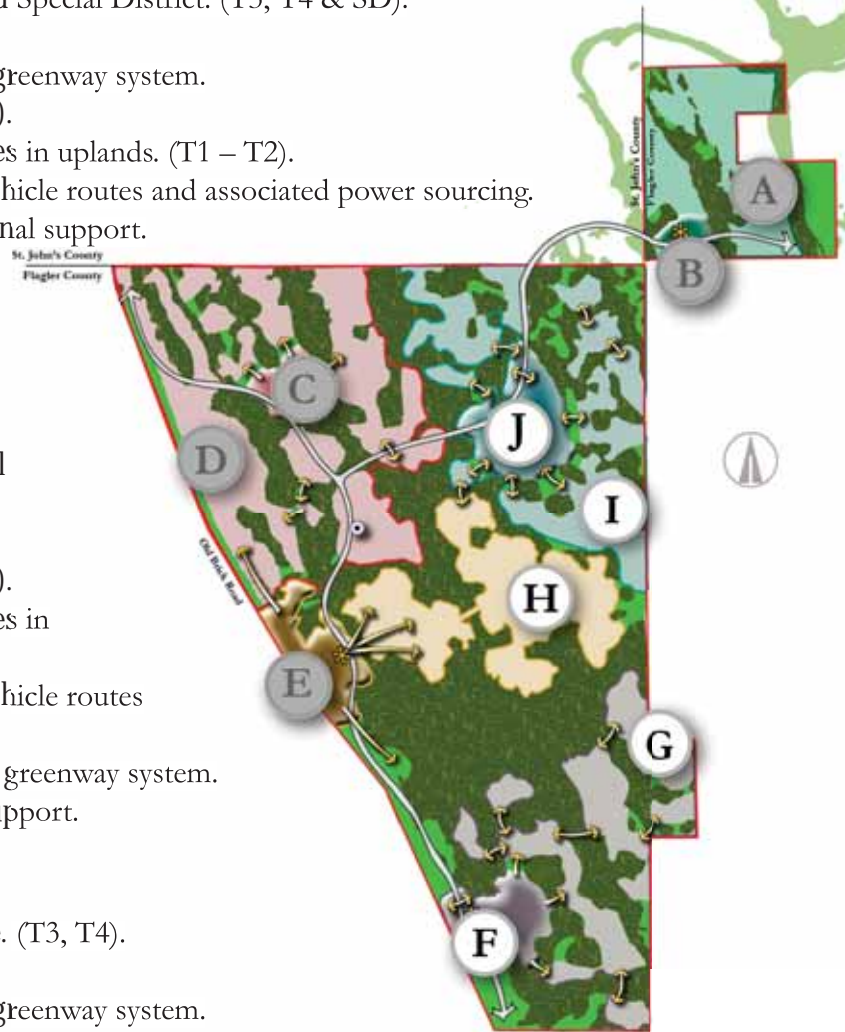 Special District. (T3, T4 & SD).
greenway system.
).
es in uplands. (T1 – T2).
hicle routes and associated power sourcing.
nal support.
St. John's County
Flagler County
St. John's County
Flagler County
A
B
C
D
J
I
l
Old Brick Road
).
H
es in
E
hicle routes
G
greenway system.
upport.
. (T3, T4).
F
greenway system.